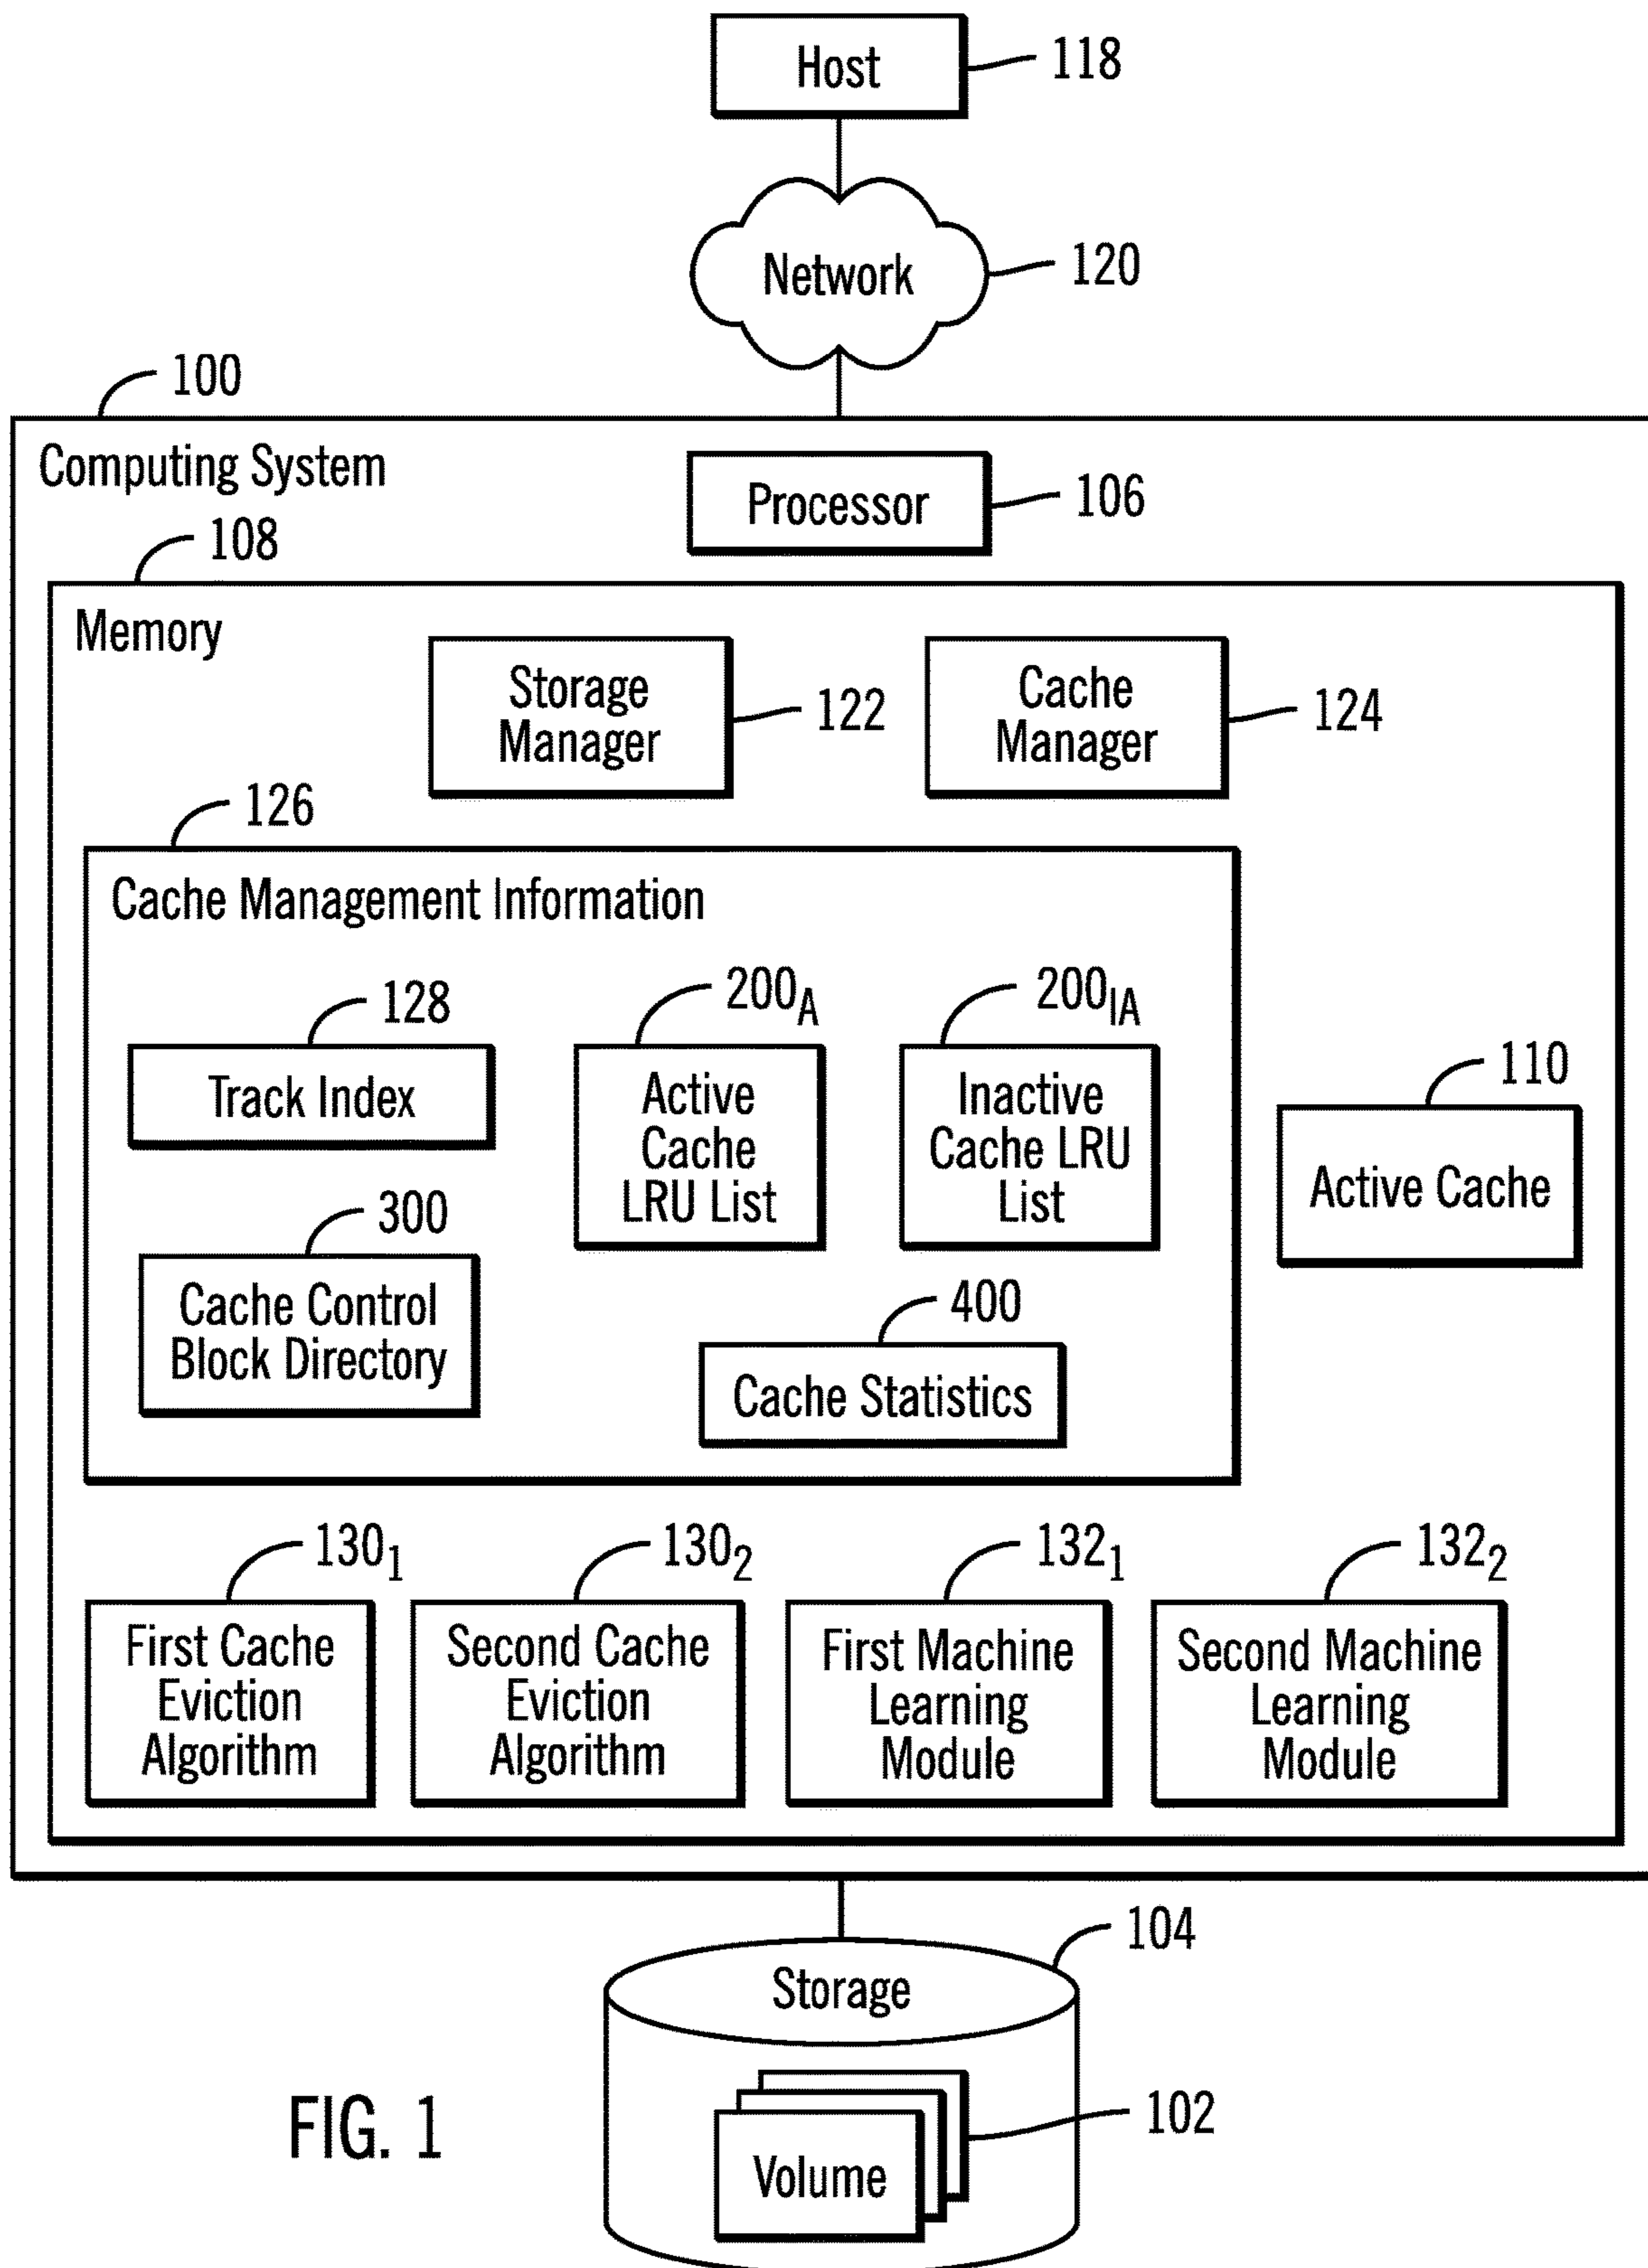 Host
118
Network
120
100
Computing System
Processor
106
108
Memory
Storage
Manager
122
Cache
Manager
124
126
Cache Management Information
128
Track Index
200A
Active
Cache
LRU List
200IA
Inactive
Cache LRU
List
110
Active Cache
300
Cache Control
Block Directory
400
Cache Statistics
1301
First Cache
Eviction
Algorithm
1302
Second Cache
Eviction
Algorithm
1321
First Machine
Learning
Module
1322
Second Machine
Learning
Module
104
Storage
102
Volume
FIG. 1